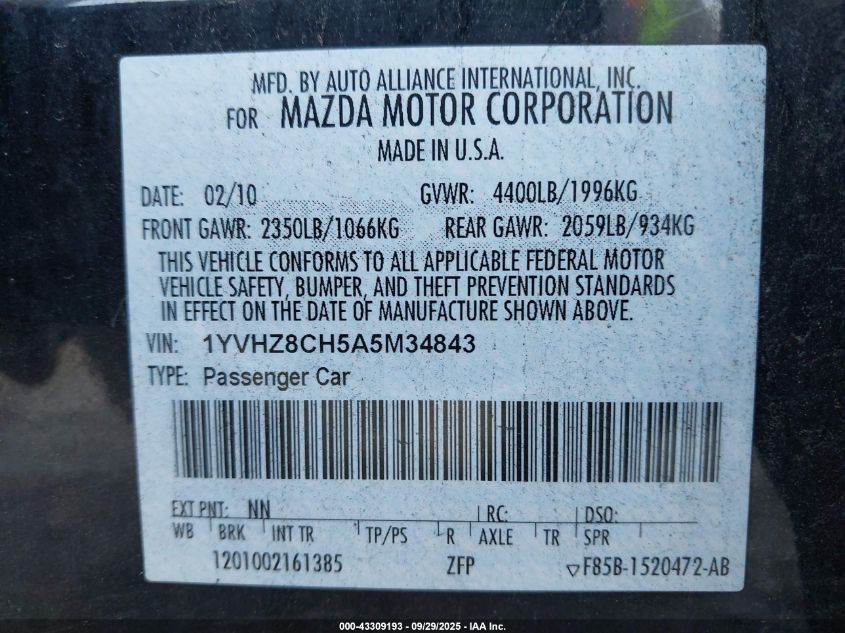 MFD. BY AUTO ALLIANCE INTERNATIONAL, INC.
FOR MAZDA MOTOR CORPORATION
MADE IN U.S.A.
DATE: 02/10 GVWR: 4400LB/1996KG
FRONT GAWR: 2350LB/1066KG REAR GAWR: 2059LB/934KG
THIS VEHICLE CONFORMS TO ALL APPLICABLE FEDERAL MOTOR
VEHICLE SAFETY, BUMPER, AND THEFT PREVENTION STANDARDS
IN EFFECT ON THE DATE OF MANUFACTURE SHOWN ABOVE.
VIN: 1YVHZ8CH5A5M34843
TYPE: Passenger Car
EXT PNT: NN RC: DSO:
WB BRK INT TR TP/PS R AXLE TR SPR
1201002161385 ZFP ▽F85B-1520472-AB
000-43309193 - 09/29/2025 - IAA Inc.